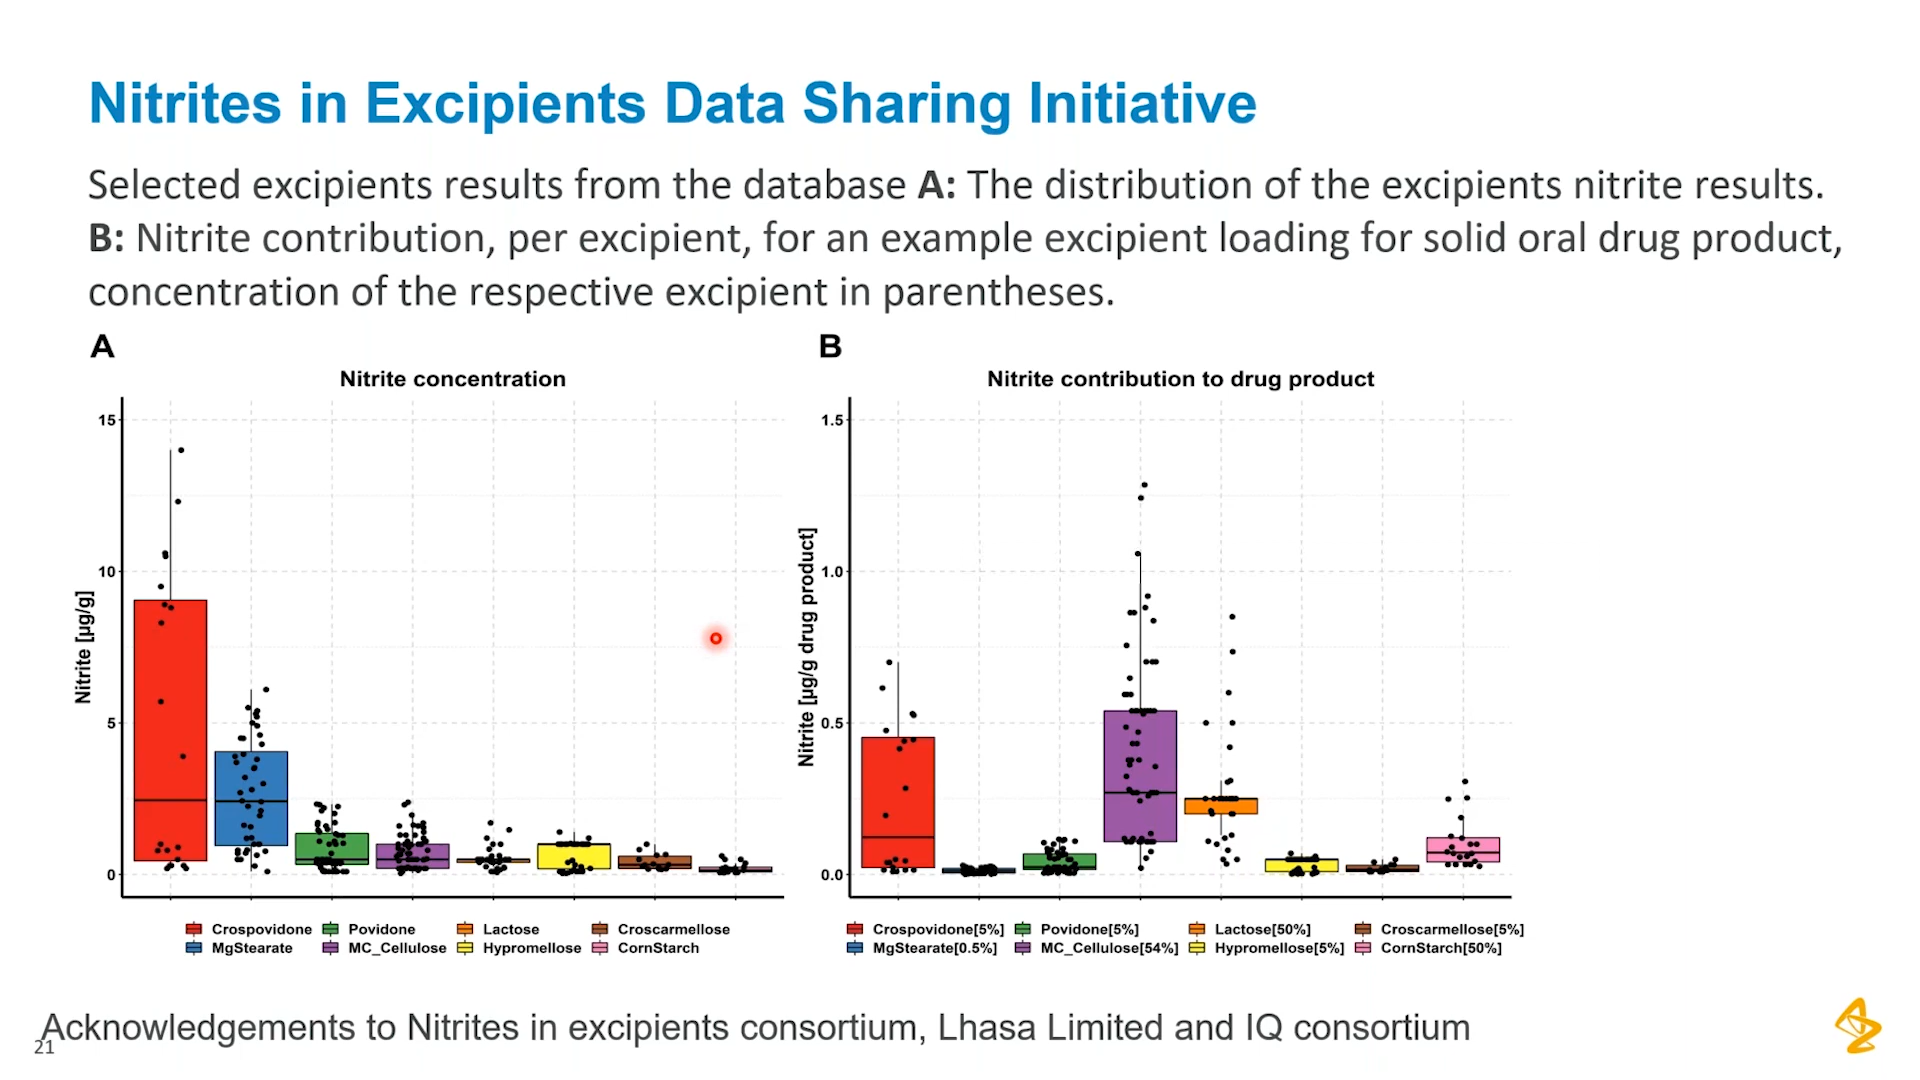 Nitrites in Excipients Data Sharing Initiative
Selected excipients results from the database A: The distribution of the excipients nitrite results.
B: Nitrite contribution, per excipient, for an example excipient loading for solid oral drug product,
concentration of the respective excipient in parentheses.
A
Nitrite concentration
Nitrite [µg/g]
15
10
5
0
Crospovidone Povidone Lactose Croscarmellose
MgStearate MC_Cellulose Hypromellose CornStarch
B
Nitrite contribution to drug product
Nitrite [µg/g drug product]
1.5
1.0
0.5
0.0
Crospovidone[5%] Povidone[5%] Lactose[50%] Croscarmellose[5%]
MgStearate[0.5%] MC_Cellulose[54%] Hypromellose[5%] CornStarch[50%]
Acknowledgements to Nitrites in excipients consortium, Lhasa Limited and IQ consortium
21